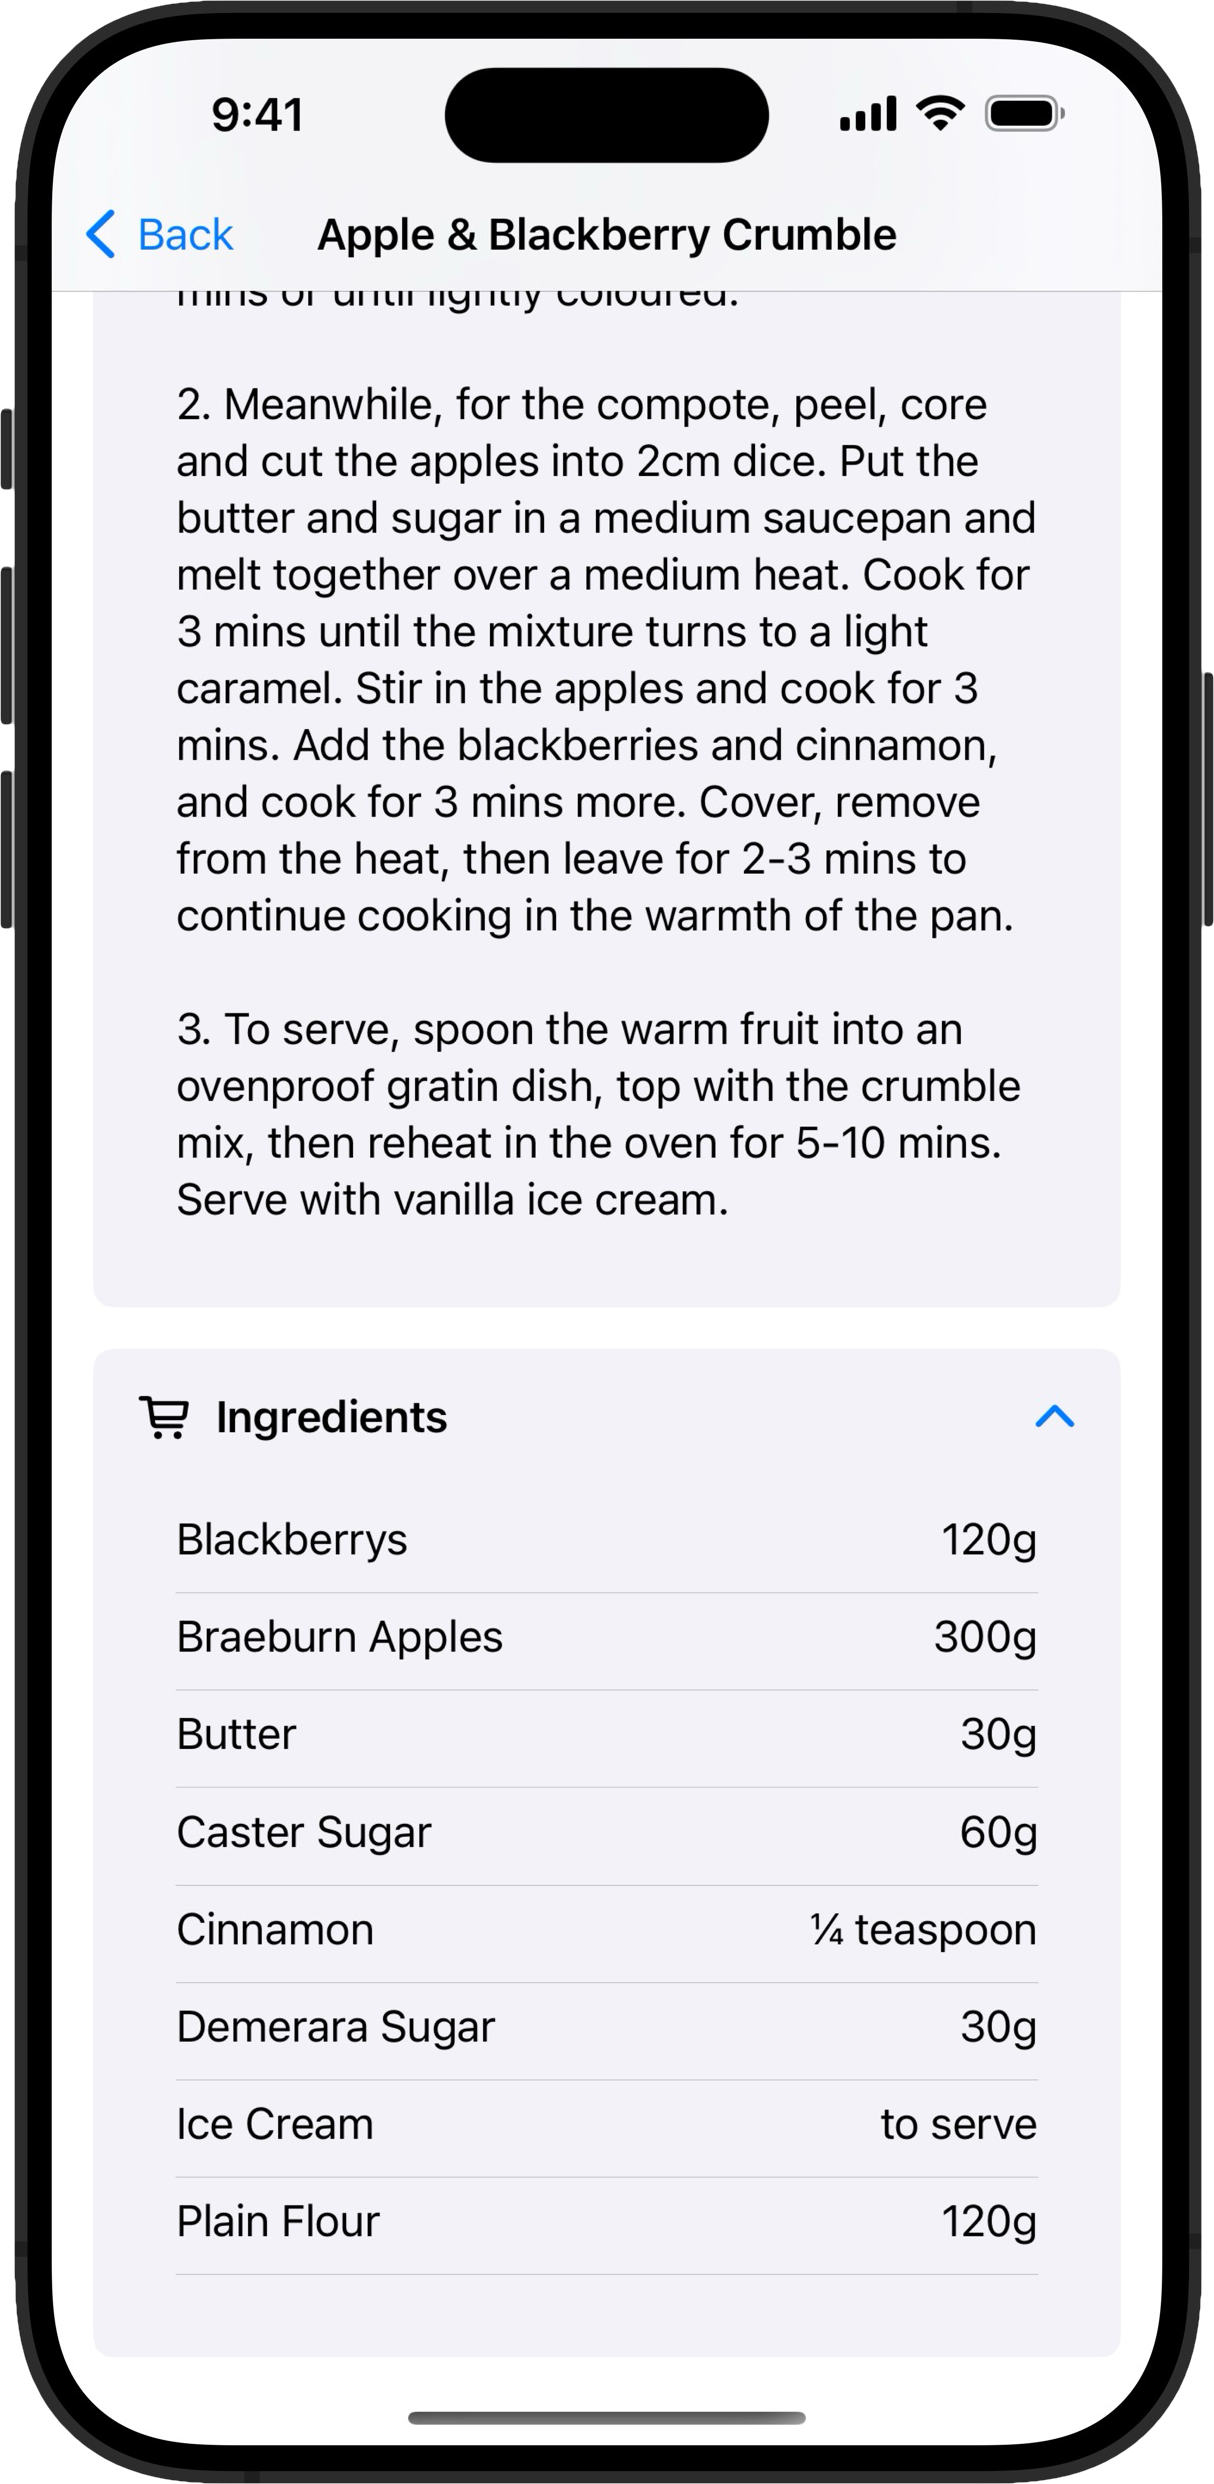 9:41
Back
Apple & Blackberry Crumble
mins or until lightly coloured.
2. Meanwhile, for the compote, peel, core
and cut the apples into 2cm dice. Put the
butter and sugar in a medium saucepan and
melt together over a medium heat. Cook for
3 mins until the mixture turns to a light
caramel. Stir in the apples and cook for 3
mins. Add the blackberries and cinnamon,
and cook for 3 mins more. Cover, remove
from the heat, then leave for 2-3 mins to
continue cooking in the warmth of the pan.
3. To serve, spoon the warm fruit into an
ovenproof gratin dish, top with the crumble
mix, then reheat in the oven for 5-10 mins.
Serve with vanilla ice cream.
Ingredients
Blackberrys 120g
Braeburn Apples 300g
Butter 30g
Caster Sugar 60g
Cinnamon ¼ teaspoon
Demerara Sugar 30g
Ice Cream to serve
Plain Flour 120g